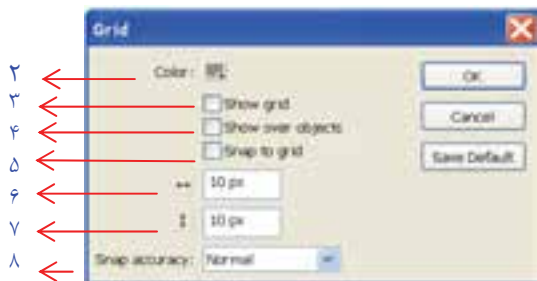 Grid
۲ Color: OK
۳ Show grid
۴ Show over objects Cancel
۵ Snap to grid Save Default
۶ ↔ 10 px
۷ ↕ 10 px
۸ Snap accuracy: Normal